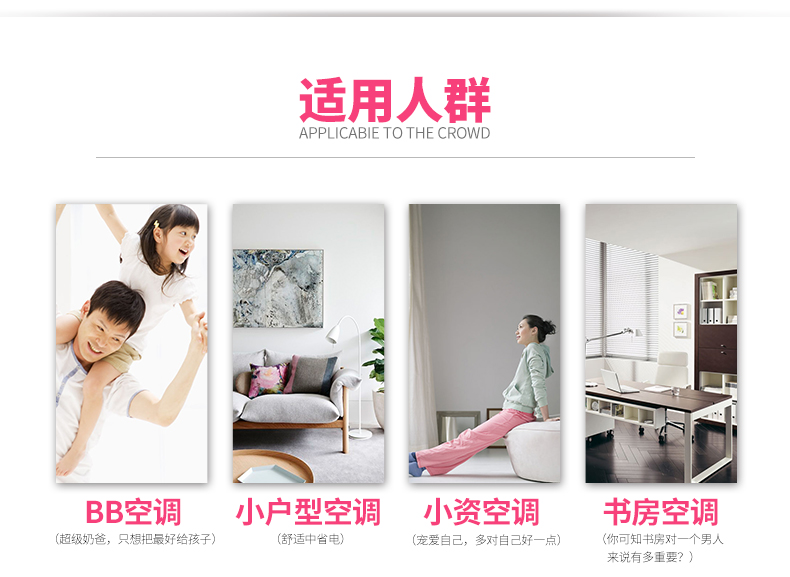 适用人群
APPLICABIE TO THE CROWD
BB空调
（超级奶爸，只想把最好给孩子）
小户型空调
（舒适中省电）
小资空调
（宠爱自己，多对自己好一点）
书房空调
（你可知书房对一个男人
来说有多重要？）